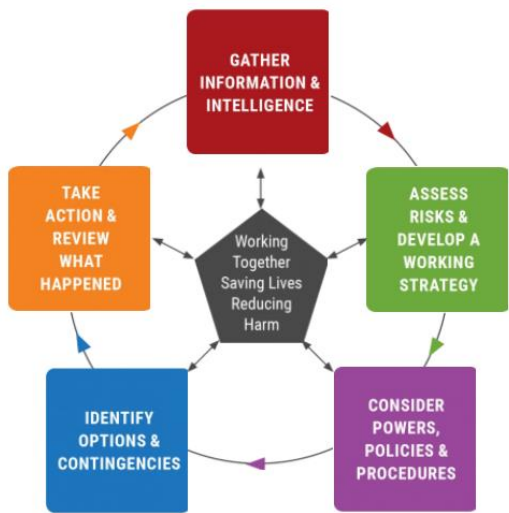 GATHER
INFORMATION &
INTELLIGENCE
ASSESS
RISKS &
DEVELOP A
WORKING
STRATEGY
CONSIDER
POWERS,
POLICIES &
PROCEDURES
IDENTIFY
OPTIONS &
CONTINGENCIES
TAKE
ACTION &
REVIEW
WHAT
HAPPENED
Working
Together
Saving Lives
Reducing
Harm